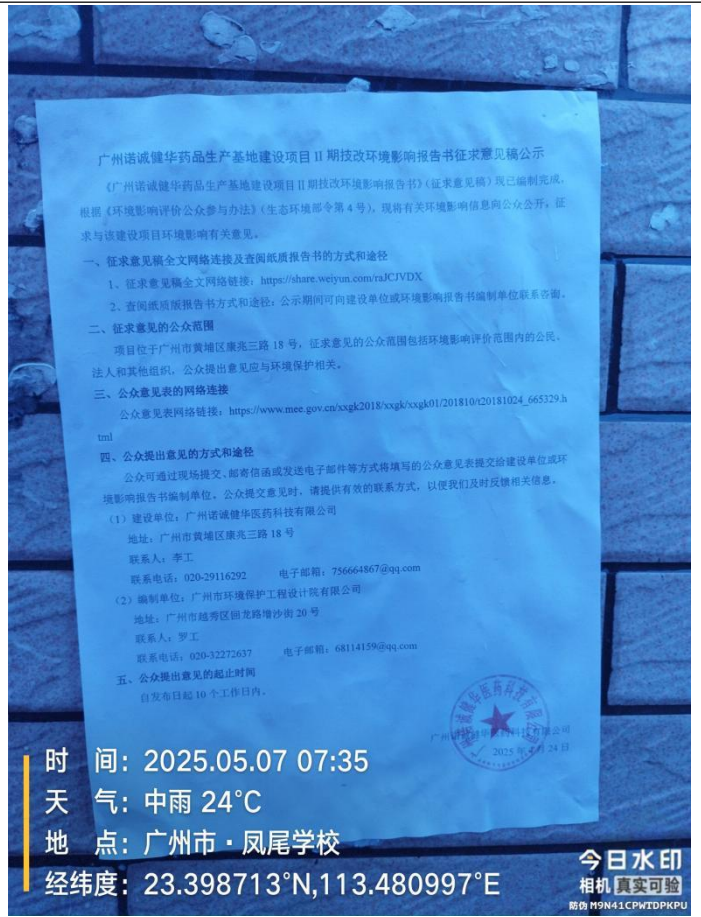 广州诺诚健华药品生产基地建设项目 II 期技改环境影响报告书征求意见稿公示
《广州诺诚健华药品生产基地建设项目 II 期技改环境影响报告书》（征求意见稿）现已编制完成，
根据《环境影响评价公众参与办法》（生态环境部令第 4 号），现将有关环境影响信息向公众公开，征
求与该建设项目环境影响有关意见。
一、征求意见稿全文网络连接及查阅纸质报告书的方式和途径
1、征求意见稿全文网络链接：https://share.weiyun.com/raJCJVDX
2、查阅纸质版报告书方式和途径：公示期间可向建设单位或环境影响报告书编制单位联系咨询。
二、征求意见的公众范围
项目位于广州市黄埔区康兆三路 18 号，征求意见的公众范围包括环境影响评价范围内的公民、
法人和其他组织，公众提出意见应与环境保护相关。
三、公众意见表的网络连接
公众意见表网络链接：https://www.mee.gov.cn/xxgk2018/xxgk/xxgk01/201810/t20181024_665329.h
tml
四、公众提出意见的方式和途径
公众可通过现场提交、邮寄信函或发送电子邮件等方式将填写的公众意见表提交给建设单位或环
境影响报告书编制单位，公众提交意见时，请提供有效的联系方式，以便我们及时反馈相关信息。
（1）建设单位：广州诺诚健华医药科技有限公司
地址：广州市黄埔区康兆三路 18 号
联系人：李工
联系电话：020-29116292 电子邮箱：756664867@qq.com
（2）编制单位：广州市环境保护工程设计院有限公司
地址：广州市越秀区回龙路增沙街 20 号
联系人：罗工
联系电话：020-32272637 电子邮箱：68114159@qq.com
五、公众提出意见的起止时间
自发布日起 10 个工作日内。
广州诺诚健华医药科技有限公司
2025 年 4 月 24 日
时 间：2025.05.07 07:35
天 气：中雨 24°C
地 点：广州市·凤尾学校
经纬度：23.398713°N,113.480997°E
今日水印
相机 真实可验
防伪 M9N41CPWTDPKPU